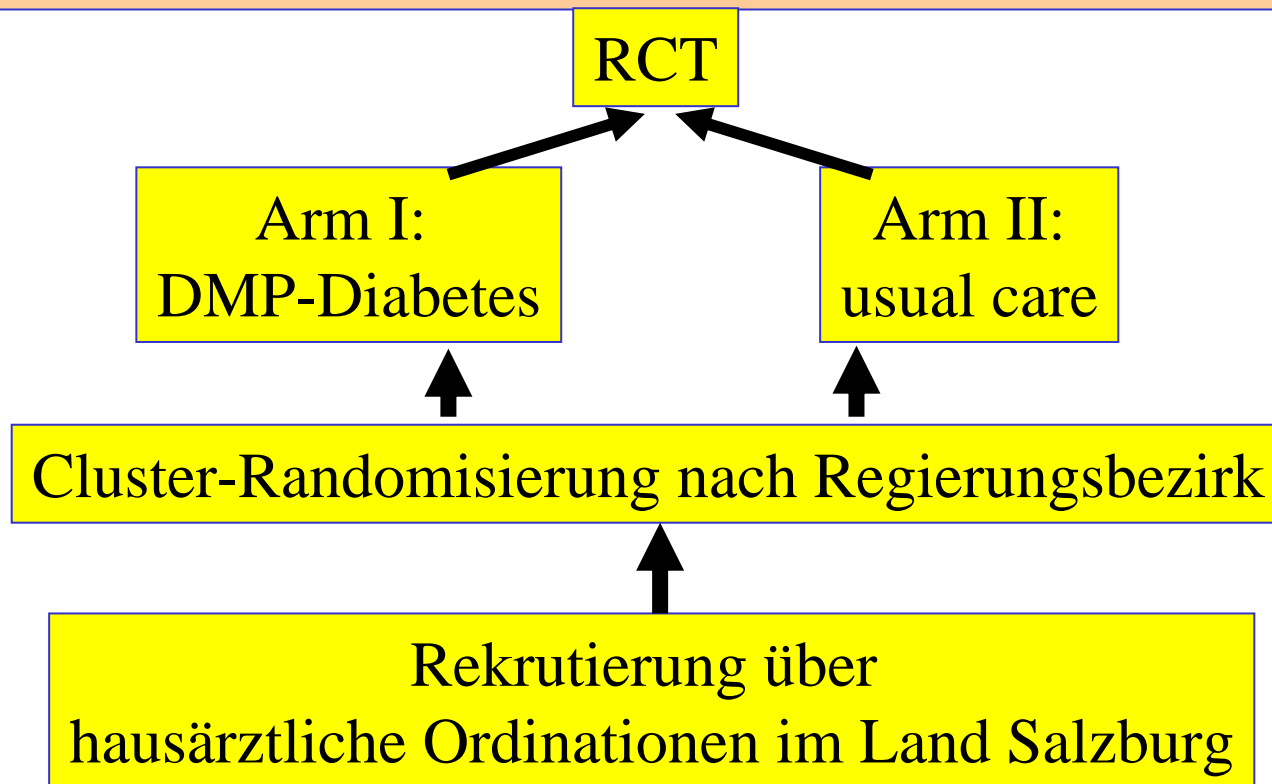 RCT
Arm I:
DMP-Diabetes
Arm II:
usual care
Cluster-Randomisierung nach Regierungsbezirk
Rekrutierung über
hausärztliche Ordinationen im Land Salzburg